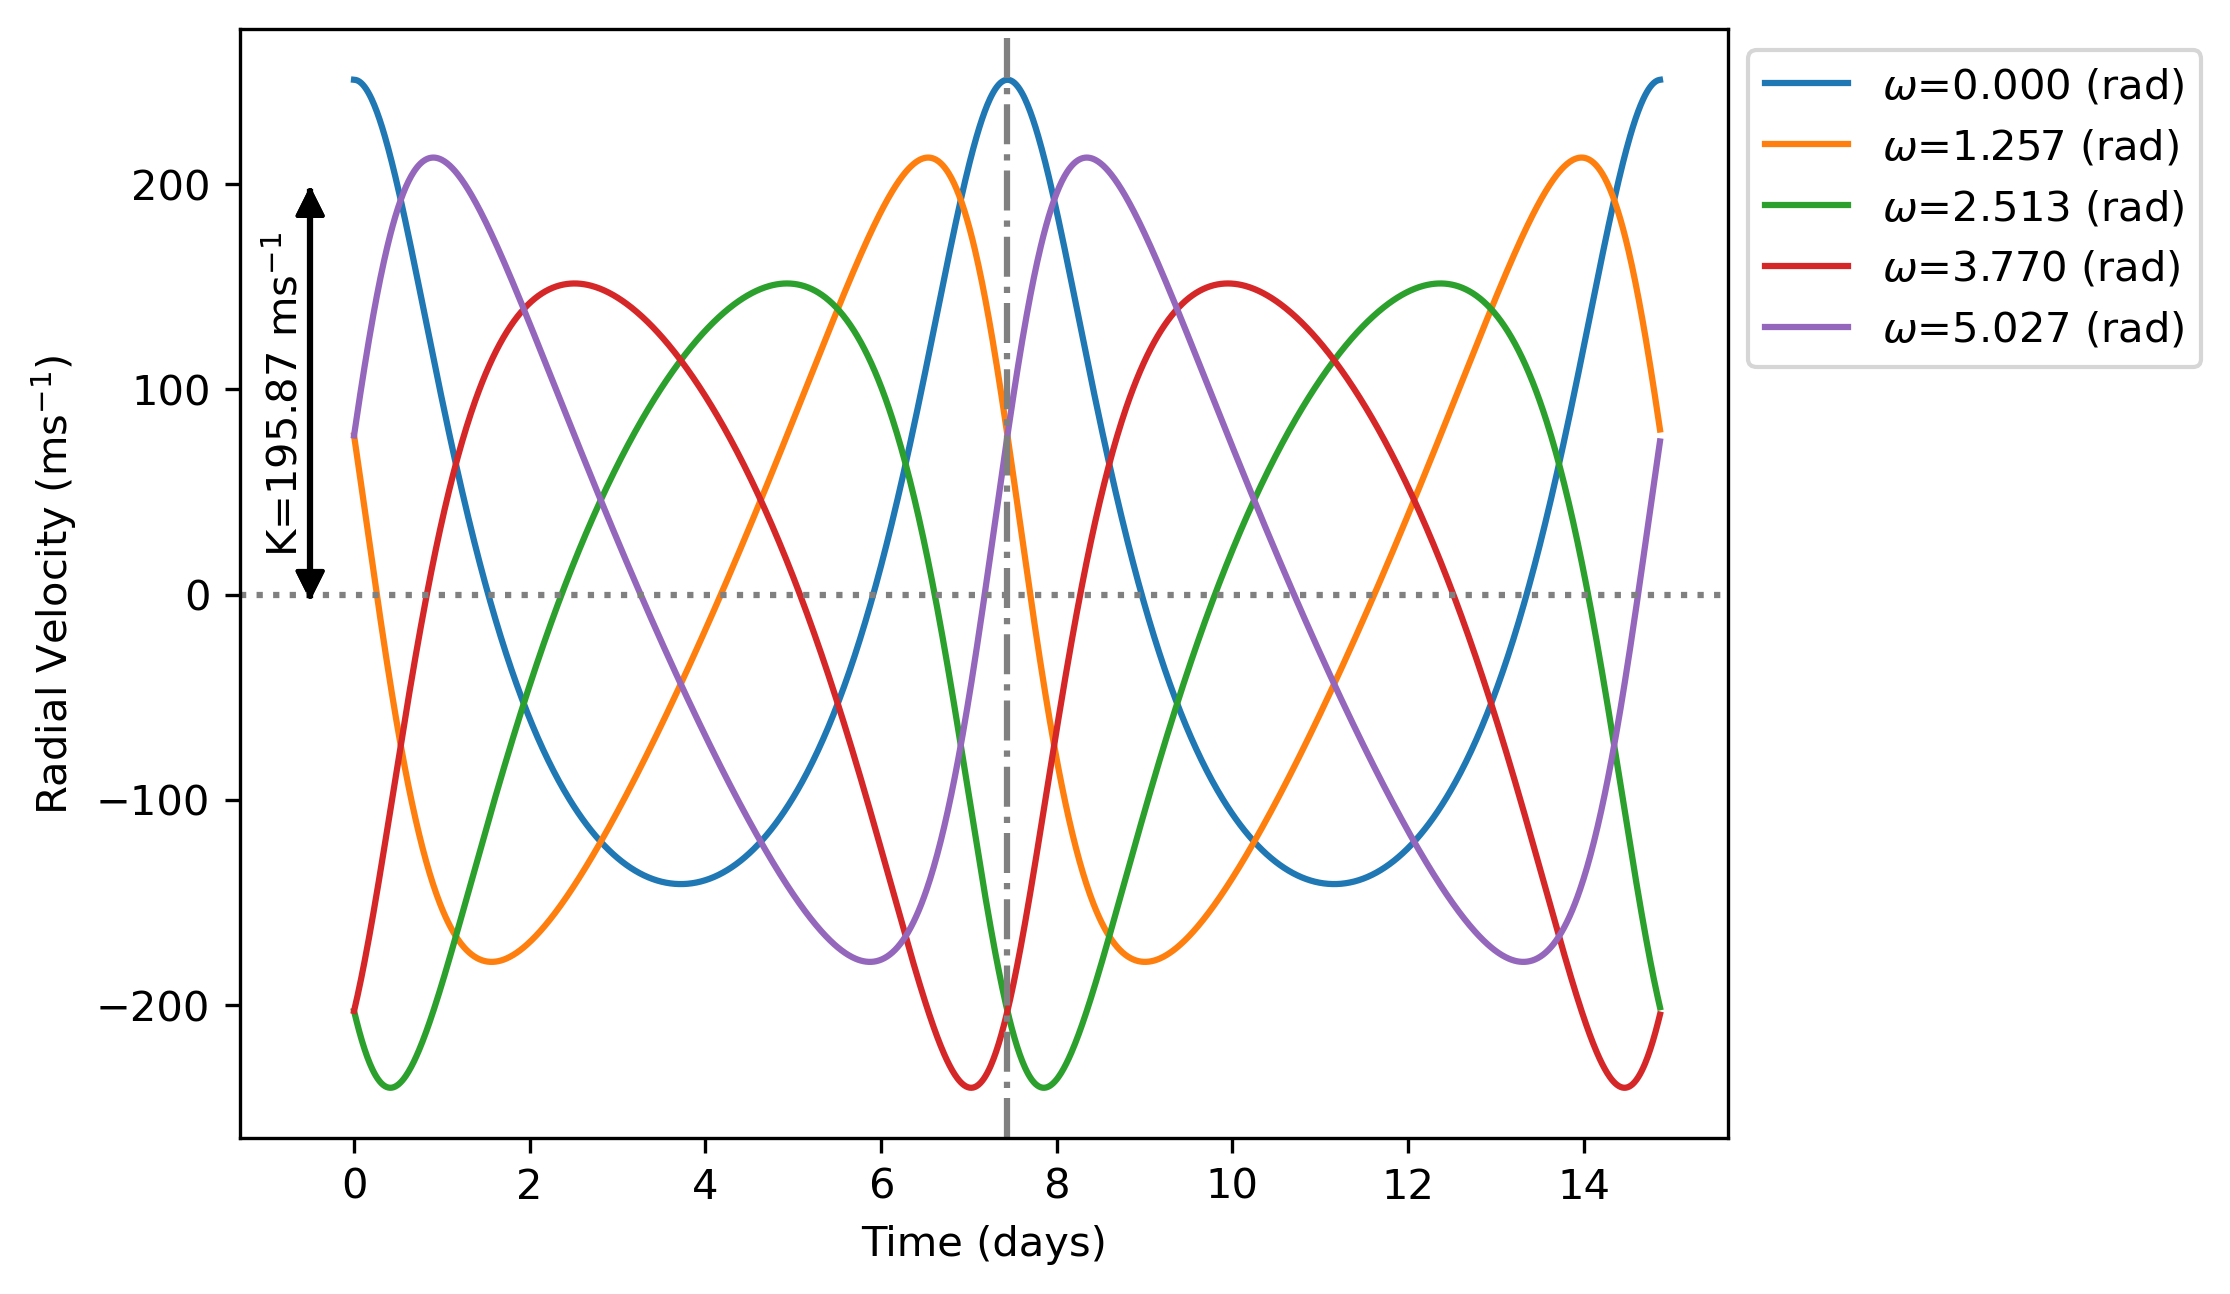 ω=0.000 (rad)
ω=1.257 (rad)
ω=2.513 (rad)
ω=3.770 (rad)
ω=5.027 (rad)
Radial Velocity (ms⁻¹)
200
100
0
−100
−200
K=195.87 ms⁻¹
0 2 4 6 8 10 12 14
Time (days)